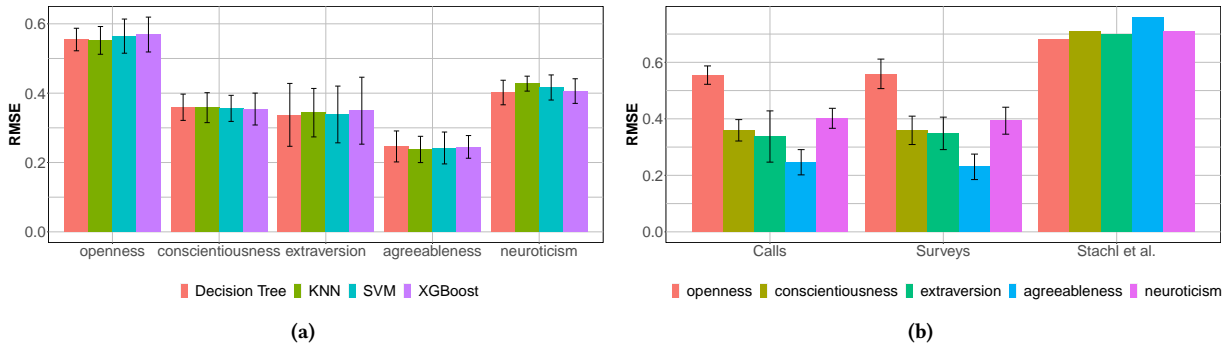 RMSE
0.6
0.4
0.2
0.0
openness conscientiousness extraversion agreeableness neuroticism
Decision Tree KNN SVM XGBoost
(a)
RMSE
0.6
0.4
0.2
0.0
Calls Surveys Stachl et al.
openness conscientiousness extraversion agreeableness neuroticism
(b)